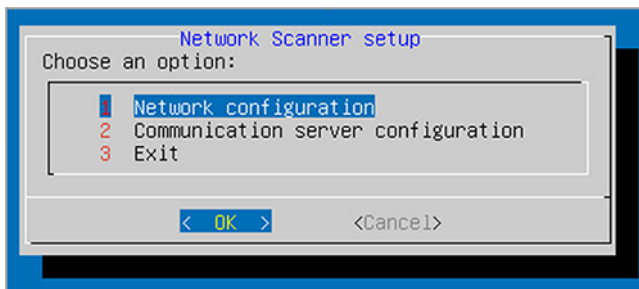 Network Scanner setup
Choose an option:
1 Network configuration
2 Communication server configuration
3 Exit
< OK > <Cancel>